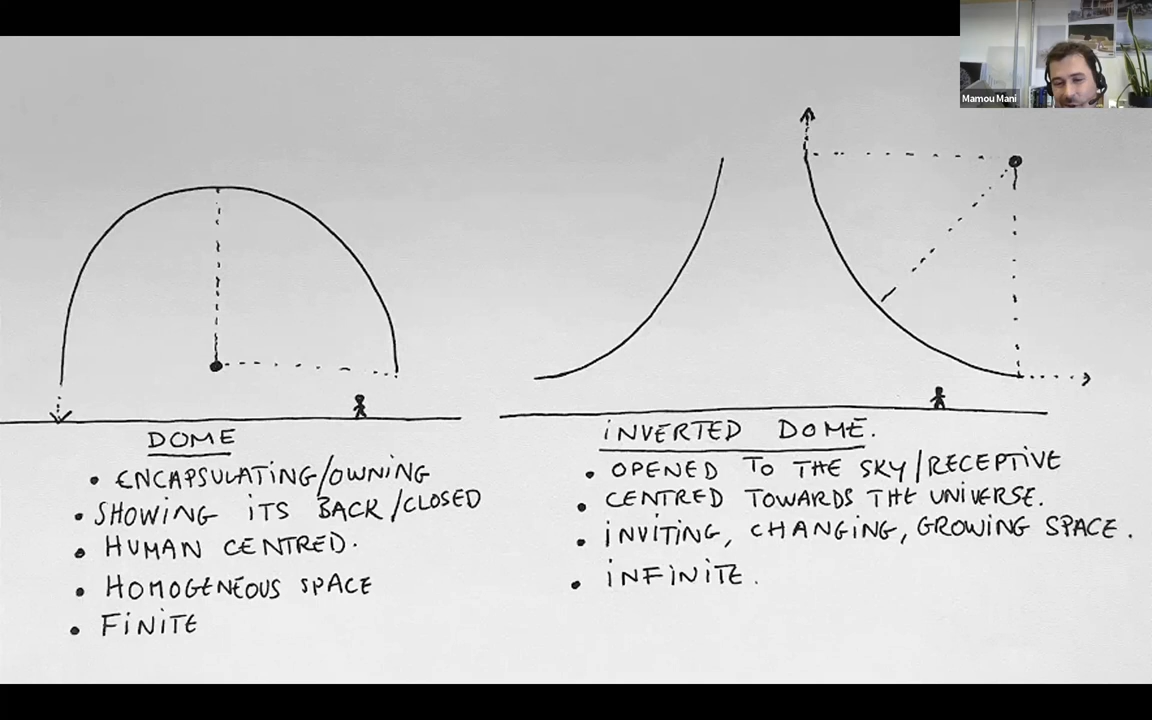 Mamou Mani
DOME
• ENCAPSULATING/OWNING
• SHOWING ITS BACK/CLOSED
• HUMAN CENTRED.
• HOMOGENEOUS SPACE
• FINITE
INVERTED DOME.
• OPENED TO THE SKY/RECEPTIVE
• CENTRED TOWARDS THE UNIVERSE.
• INVITING, CHANGING, GROWING SPACE.
• INFINITE.